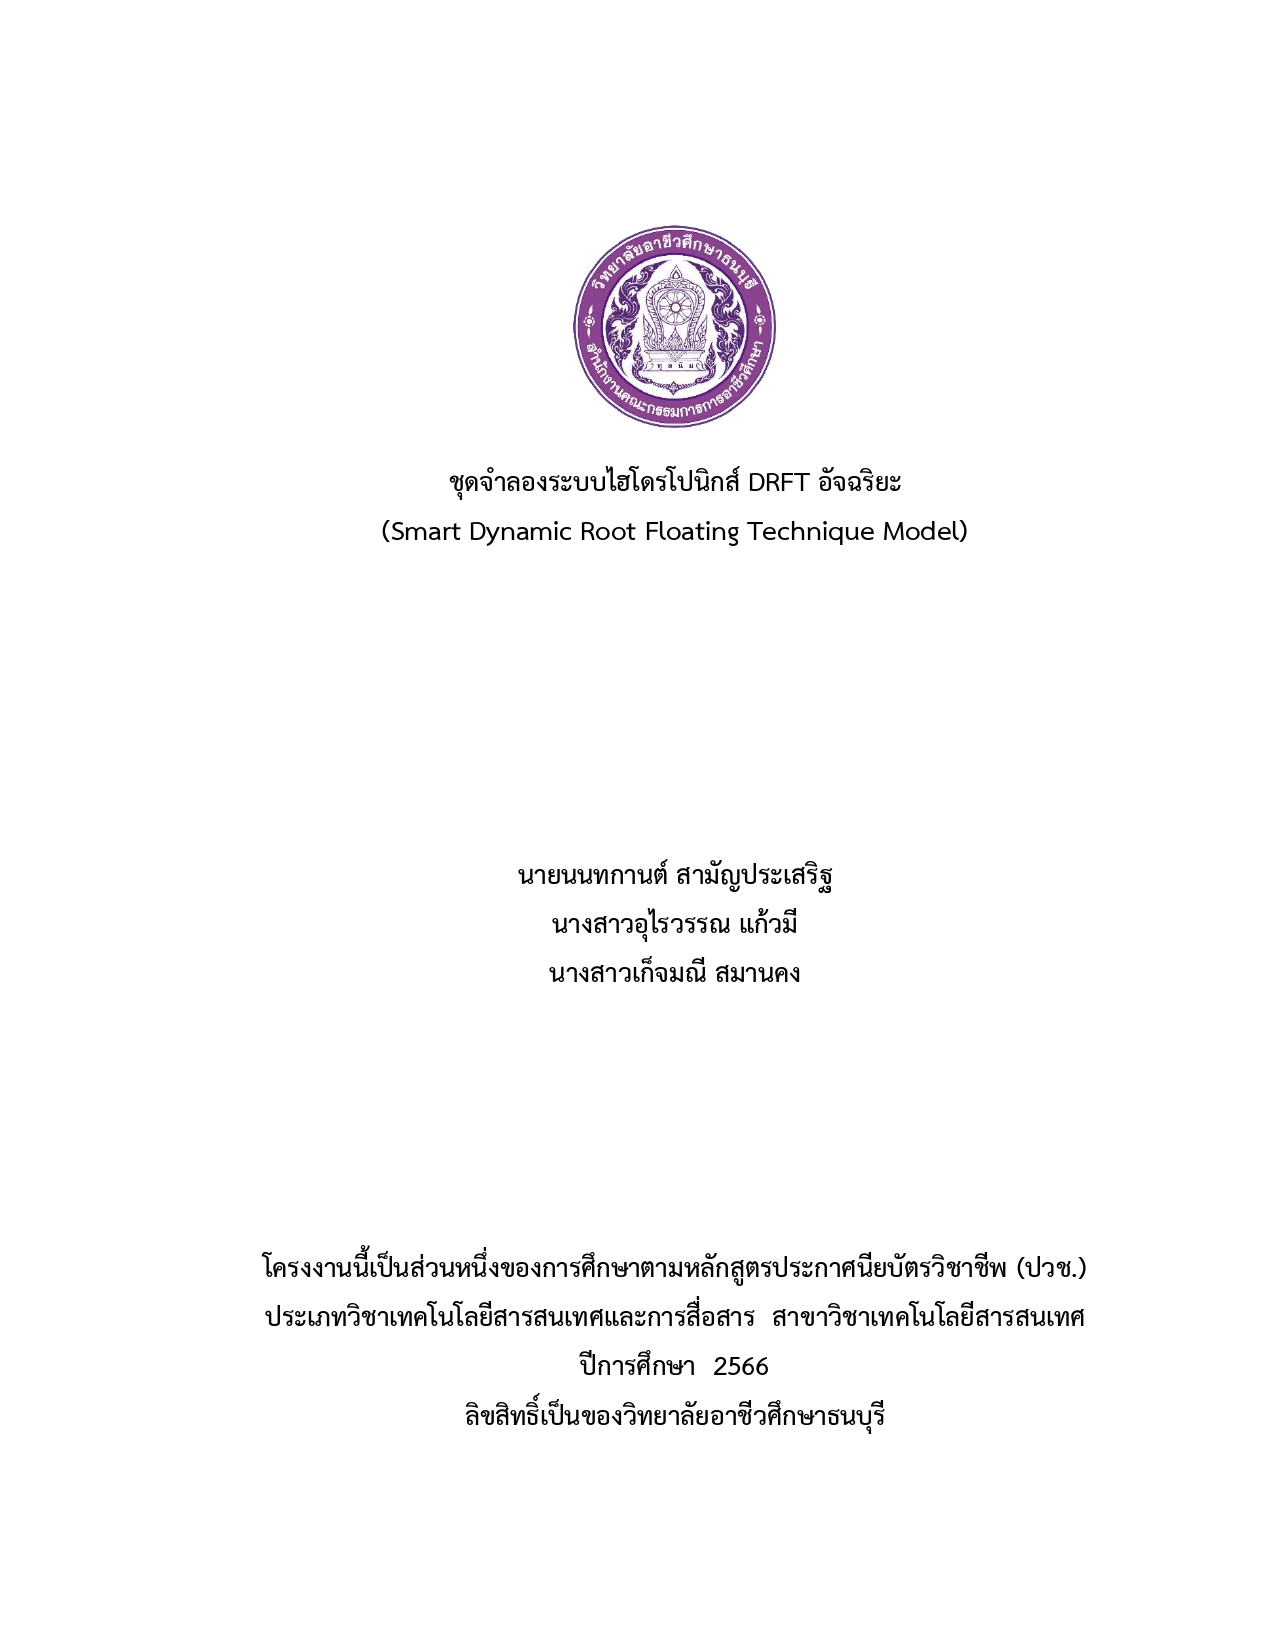 วิทยาลัยอาชีวศึกษาธนบุรี
สำนักงานคณะกรรมการการอาชีวศึกษา
ชุดจำลองระบบไฮโดรโปนิกส์ DRFT อัจฉริยะ
(Smart Dynamic Root Floating Technique Model)
นายนนทกานต์ สามัญประเสริฐ
นางสาวอุไรวรรณ แก้วมี
นางสาวเก็จมณี สมานคง
โครงงานนี้เป็นส่วนหนึ่งของการศึกษาตามหลักสูตรประกาศนียบัตรวิชาชีพ (ปวช.)
ประเภทวิชาเทคโนโลยีสารสนเทศและการสื่อสาร สาขาวิชาเทคโนโลยีสารสนเทศ
ปีการศึกษา 2566
ลิขสิทธิ์เป็นของวิทยาลัยอาชีวศึกษาธนบุรี